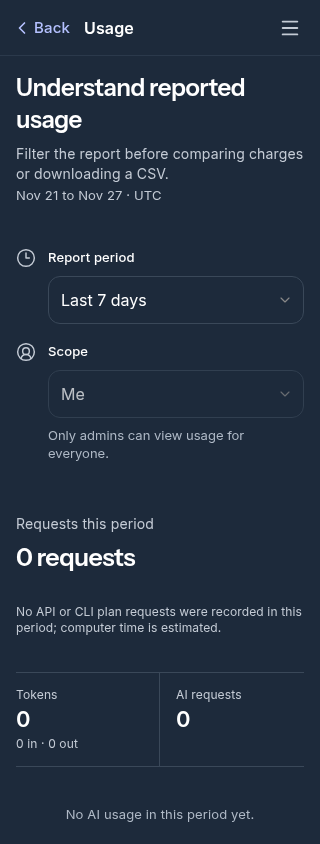 Back Usage
Understand reported
usage
Filter the report before comparing charges
or downloading a CSV.
Nov 21 to Nov 27 · UTC
Report period
Last 7 days
Scope
Me
Only admins can view usage for
everyone.
Requests this period
0 requests
No API or CLI plan requests were recorded in this
period; computer time is estimated.
Tokens
0
0 in · 0 out
AI requests
0
No AI usage in this period yet.